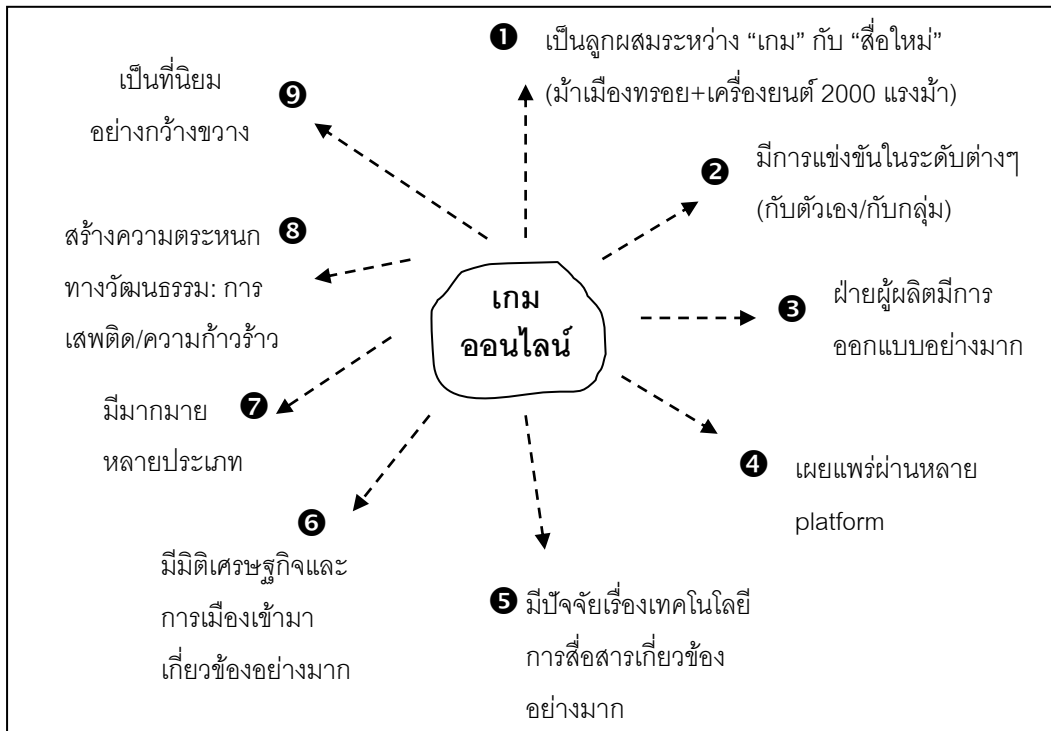 ❶ เป็นลูกผสมระหว่าง “เกม” กับ “สื่อใหม่”
(ม้าเมืองทรอย+เครื่องยนต์ 2000 แรงม้า)
❷ มีการแข่งขันในระดับต่างๆ
(กับตัวเอง/กับกลุ่ม)
❸ ฝ่ายผู้ผลิตมีการ
ออกแบบอย่างมาก
❹ เผยแพร่ผ่านหลาย
platform
❺ มีปัจจัยเรื่องเทคโนโลยี
การสื่อสารเกี่ยวข้อง
อย่างมาก
❻
มีมิติเศรษฐกิจและ
การเมืองเข้ามา
เกี่ยวข้องอย่างมาก
มีมากมาย ❼
หลายประเภท
สร้างความตระหนก ❽
ทางวัฒนธรรม: การ
เสพติด/ความก้าวร้าว
เป็นที่นิยม ❾
อย่างกว้างขวาง
เกม
ออนไลน์